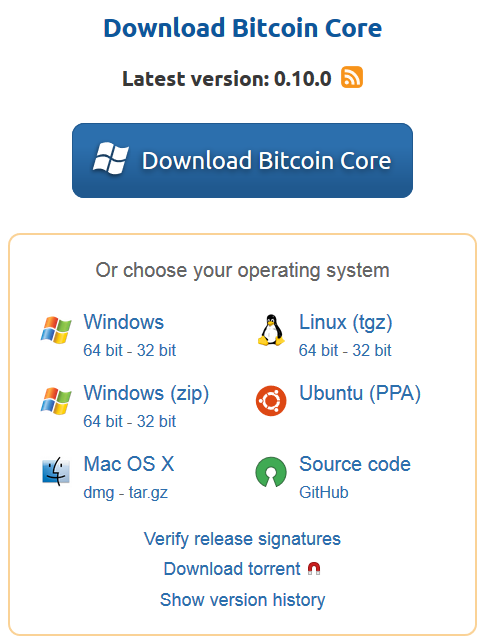 Download Bitcoin Core
Latest version: 0.10.0
Download Bitcoin Core
Or choose your operating system
Windows
64 bit - 32 bit
Linux (tgz)
64 bit - 32 bit
Windows (zip)
64 bit - 32 bit
Ubuntu (PPA)
Mac OS X
dmg - tar.gz
Source code
GitHub
Verify release signatures
Download torrent
Show version history